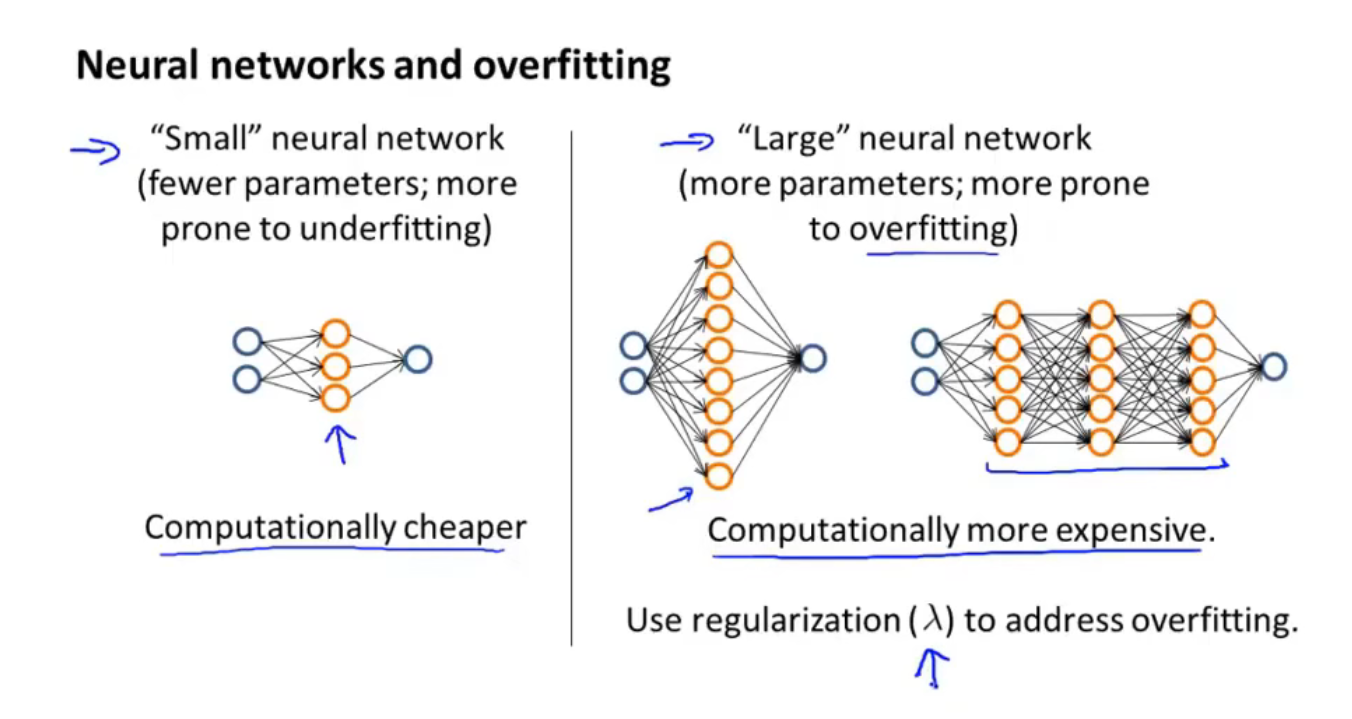 Neural networks and overfitting
“Small” neural network
(fewer parameters; more
prone to underfitting)
Computationally cheaper
“Large” neural network
(more parameters; more prone
to overfitting)
Computationally more expensive.
Use regularization (λ) to address overfitting.